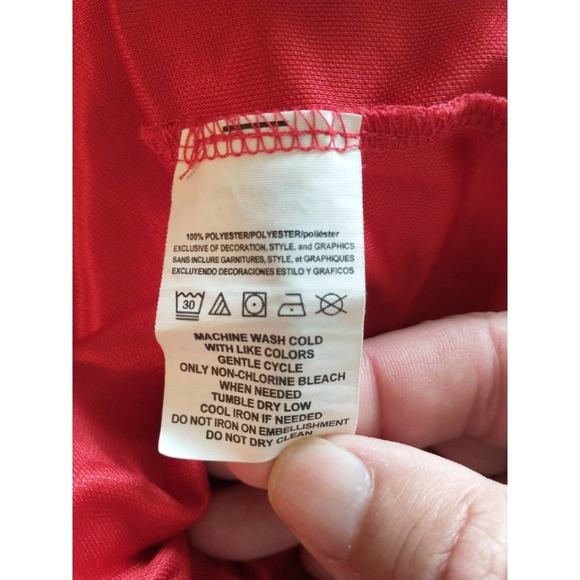 100% POLYESTER/POLYESTER/poliéster
EXCLUSIVE OF DECORATION, STYLE, and GRAPHICS
SANS INCLURE GARNITURES, STYLE, et GRAPHIQUES
EXCLUYENDO DECORACIONES ESTILO Y GRAFICOS
30
MACHINE WASH COLD
WITH LIKE COLORS
GENTLE CYCLE
ONLY NON-CHLORINE BLEACH
WHEN NEEDED
TUMBLE DRY LOW
COOL IRON IF NEEDED
DO NOT IRON ON EMBELLISHMENT
DO NOT DRY CLEAN